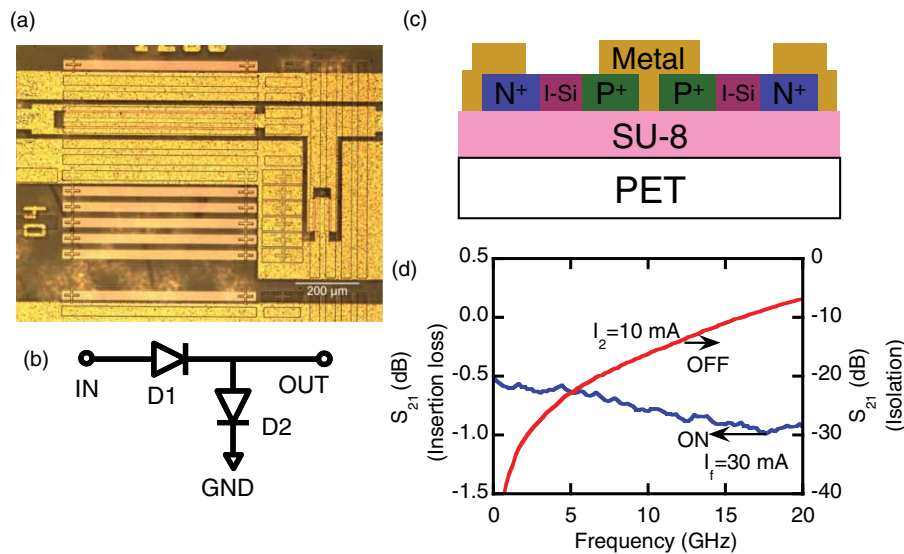 (a)
200 μm
(b)
IN
D1
OUT
D2
GND
(c)
Metal
N⁺ I-Si P⁺ P⁺ I-Si N⁺
SU-8
PET
(d)
S₂₁ (dB)
(Insertion loss)
0.5
0.0
-0.5
-1.0
-1.5
I₂=10 mA
OFF
ON
I_f=30 mA
0
-10
-20
-30
-40
S₂₁ (dB)
(Isolation)
0 5 10 15 20
Frequency (GHz)